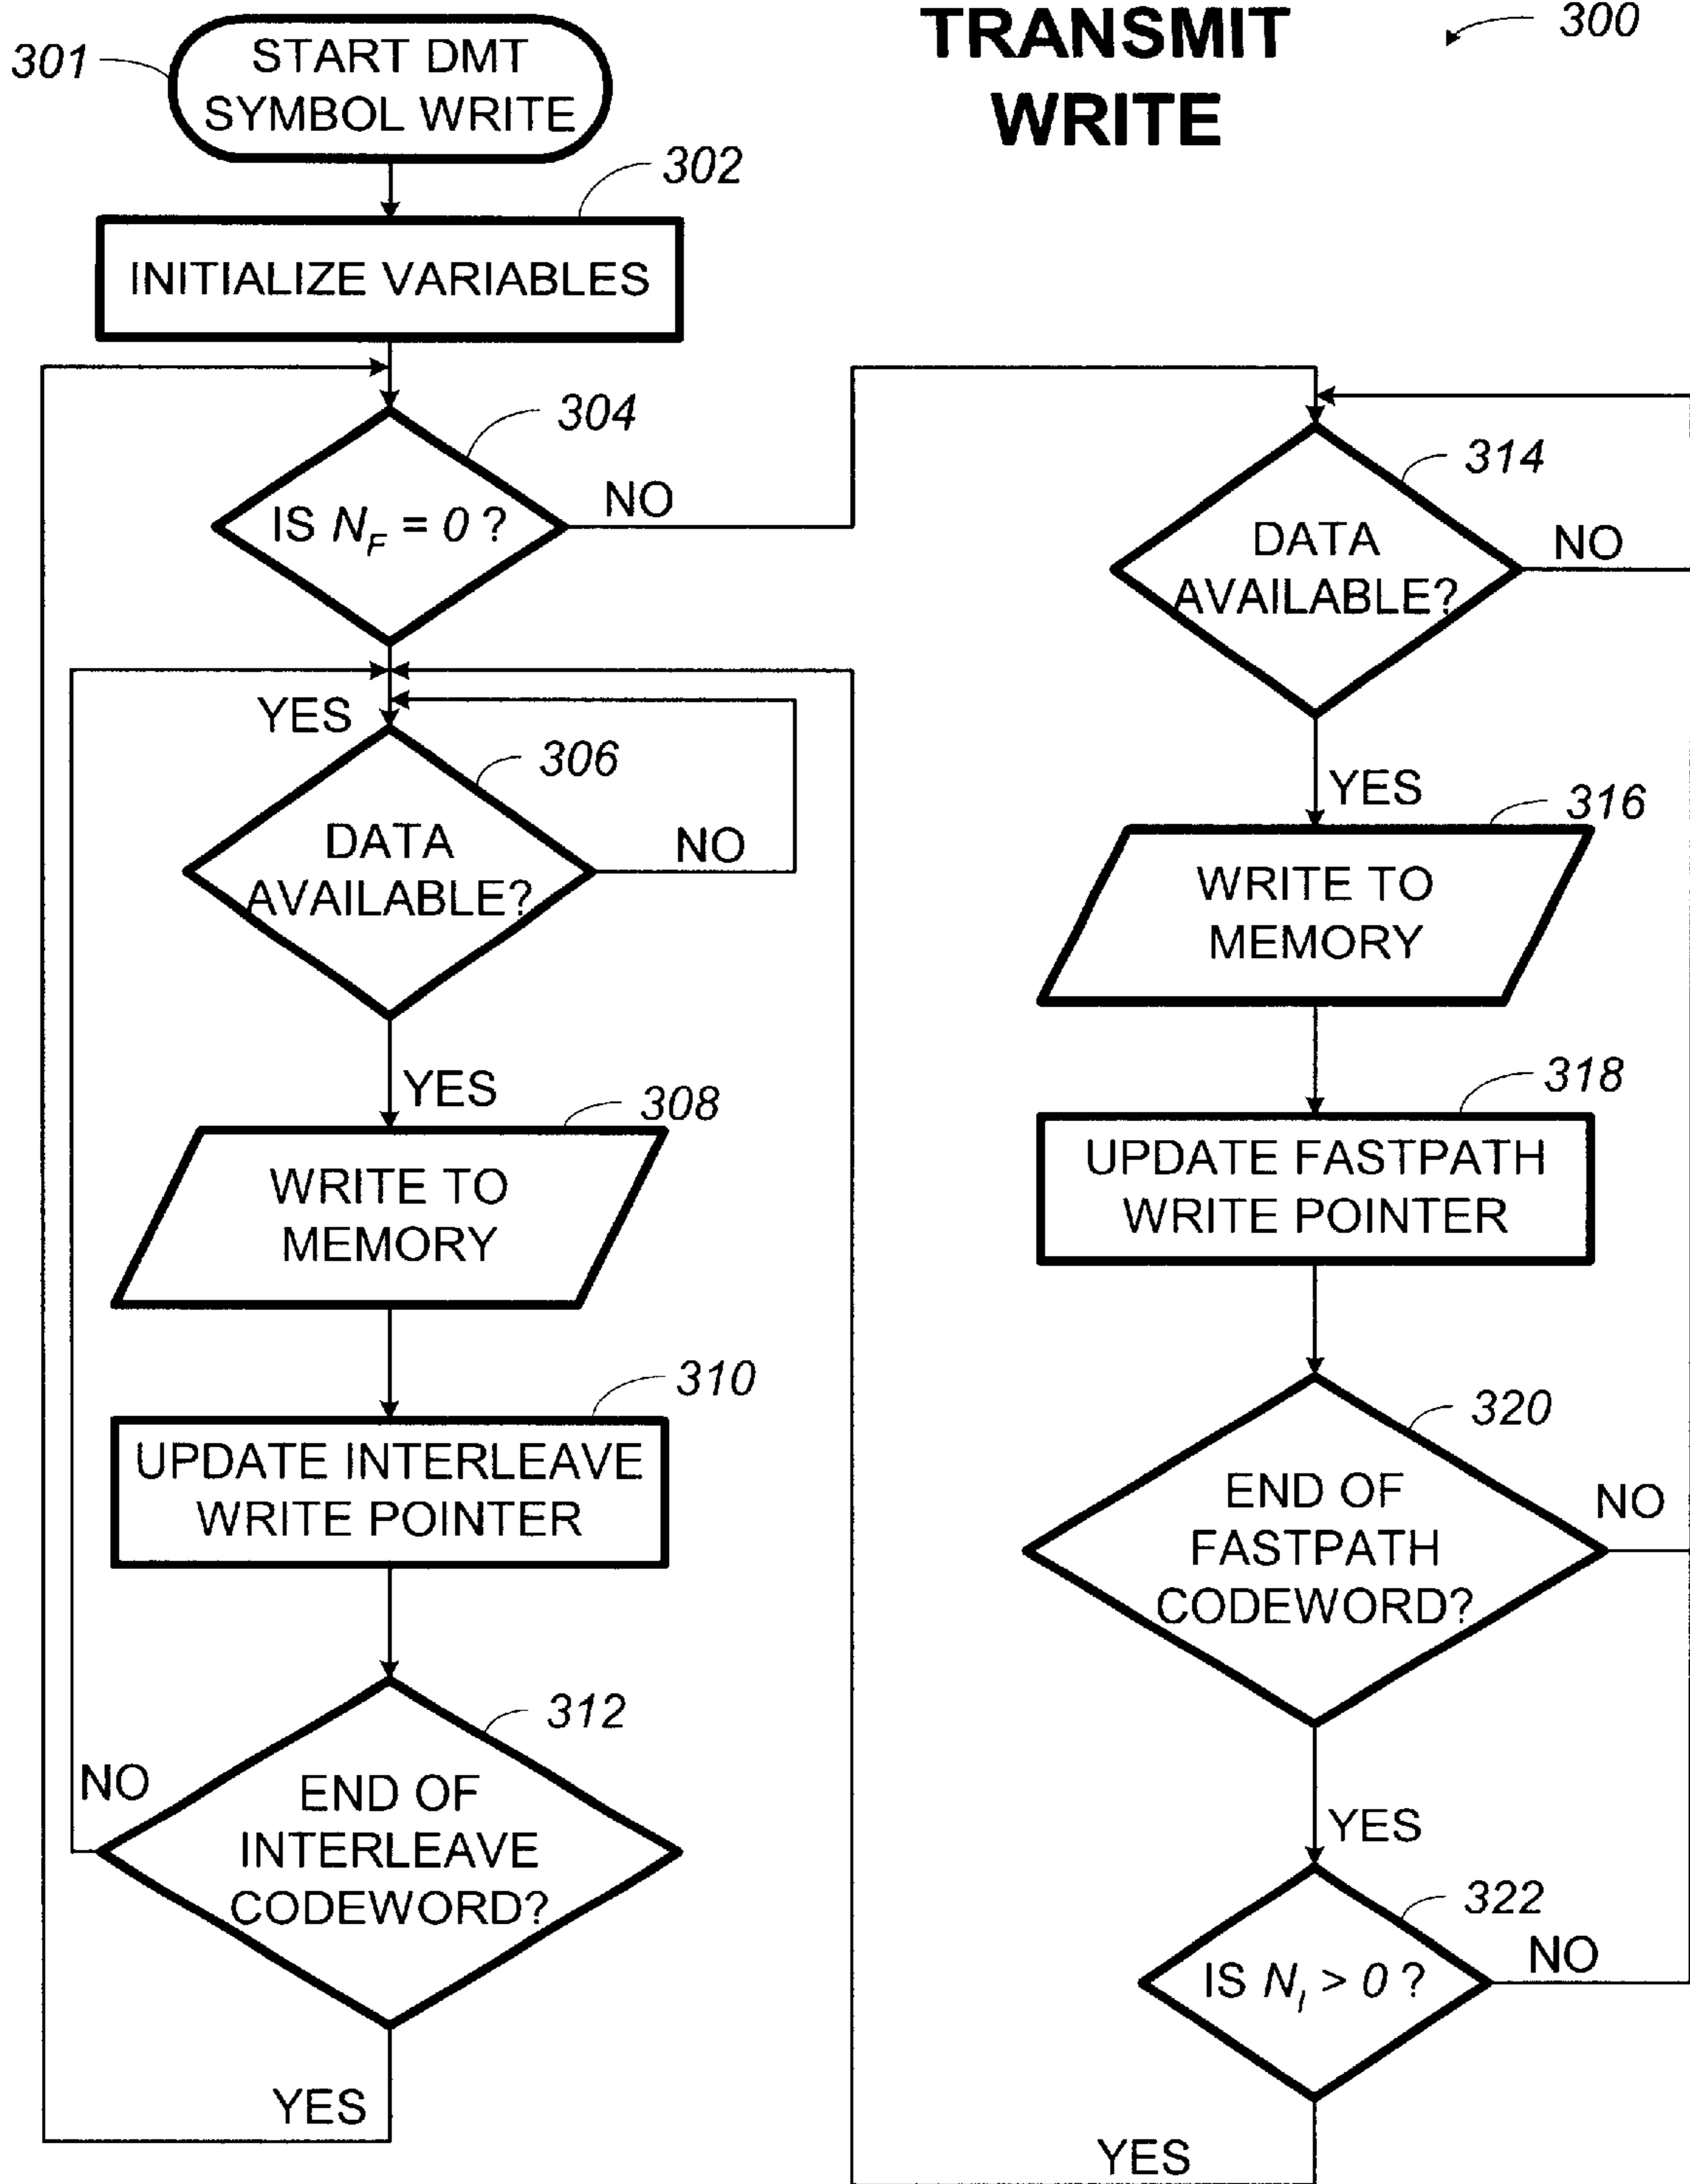 TRANSMIT
WRITE
300
301
START DMT
SYMBOL WRITE
302
INITIALIZE VARIABLES
304
IS N_F = 0 ?
NO
YES
306
DATA
AVAILABLE?
NO
YES
308
WRITE TO
MEMORY
310
UPDATE INTERLEAVE
WRITE POINTER
312
END OF
INTERLEAVE
CODEWORD?
NO
YES
314
DATA
AVAILABLE?
NO
YES
316
WRITE TO
MEMORY
318
UPDATE FASTPATH
WRITE POINTER
320
END OF
FASTPATH
CODEWORD?
NO
YES
322
IS N_I > 0 ?
NO
YES